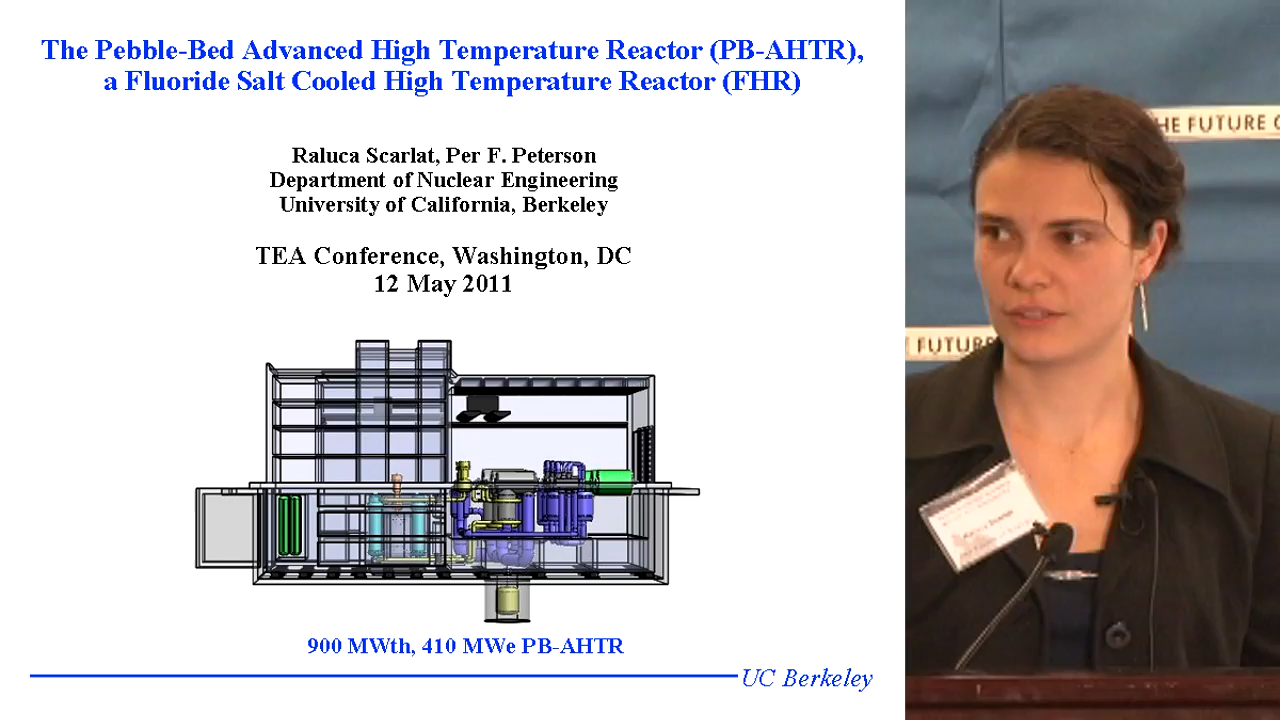 The Pebble-Bed Advanced High Temperature Reactor (PB-AHTR),
a Fluoride Salt Cooled High Temperature Reactor (FHR)
Raluca Scarlat, Per F. Peterson
Department of Nuclear Engineering
University of California, Berkeley
TEA Conference, Washington, DC
12 May 2011
900 MWth, 410 MWe PB-AHTR
UC Berkeley
HE FUTURE
FUTURE